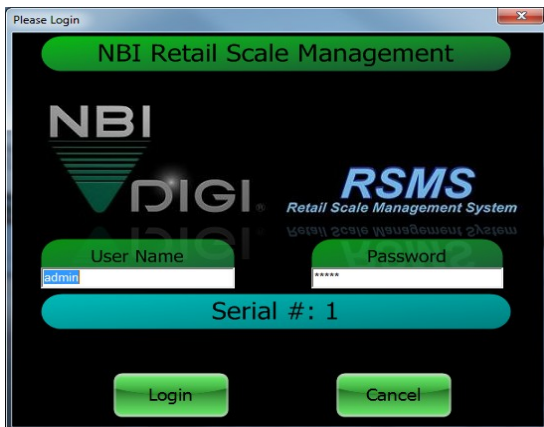 Please Login
NBI Retail Scale Management
NBI
DIGI®
RSMS
Retail Scale Management System
User Name
Password
admin
*****
Serial #: 1
Login
Cancel